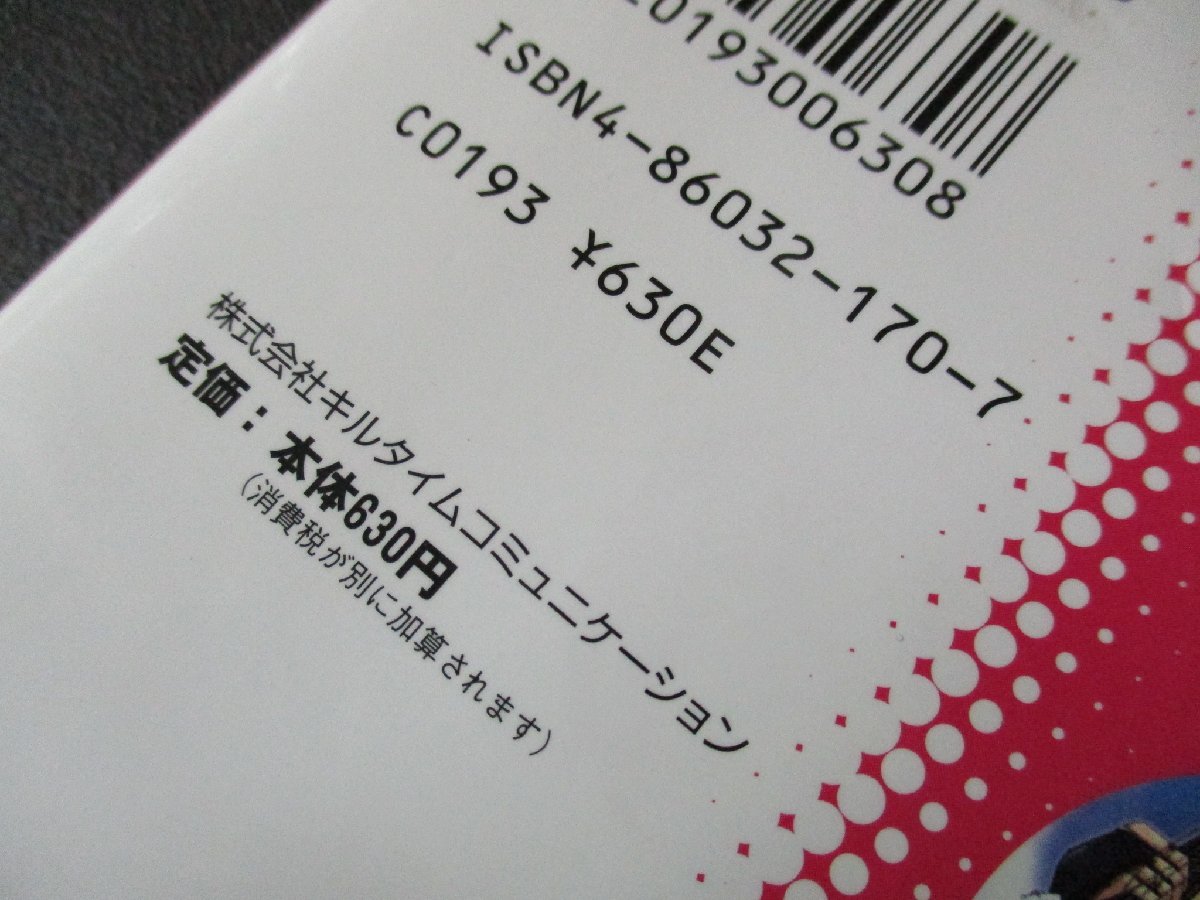 0193006308
ISBN4-86032-170-7
C0193 ¥630E
株式会社キルタイムコミュニケーション
定価：本体630円
（消費税が別に加算されます）